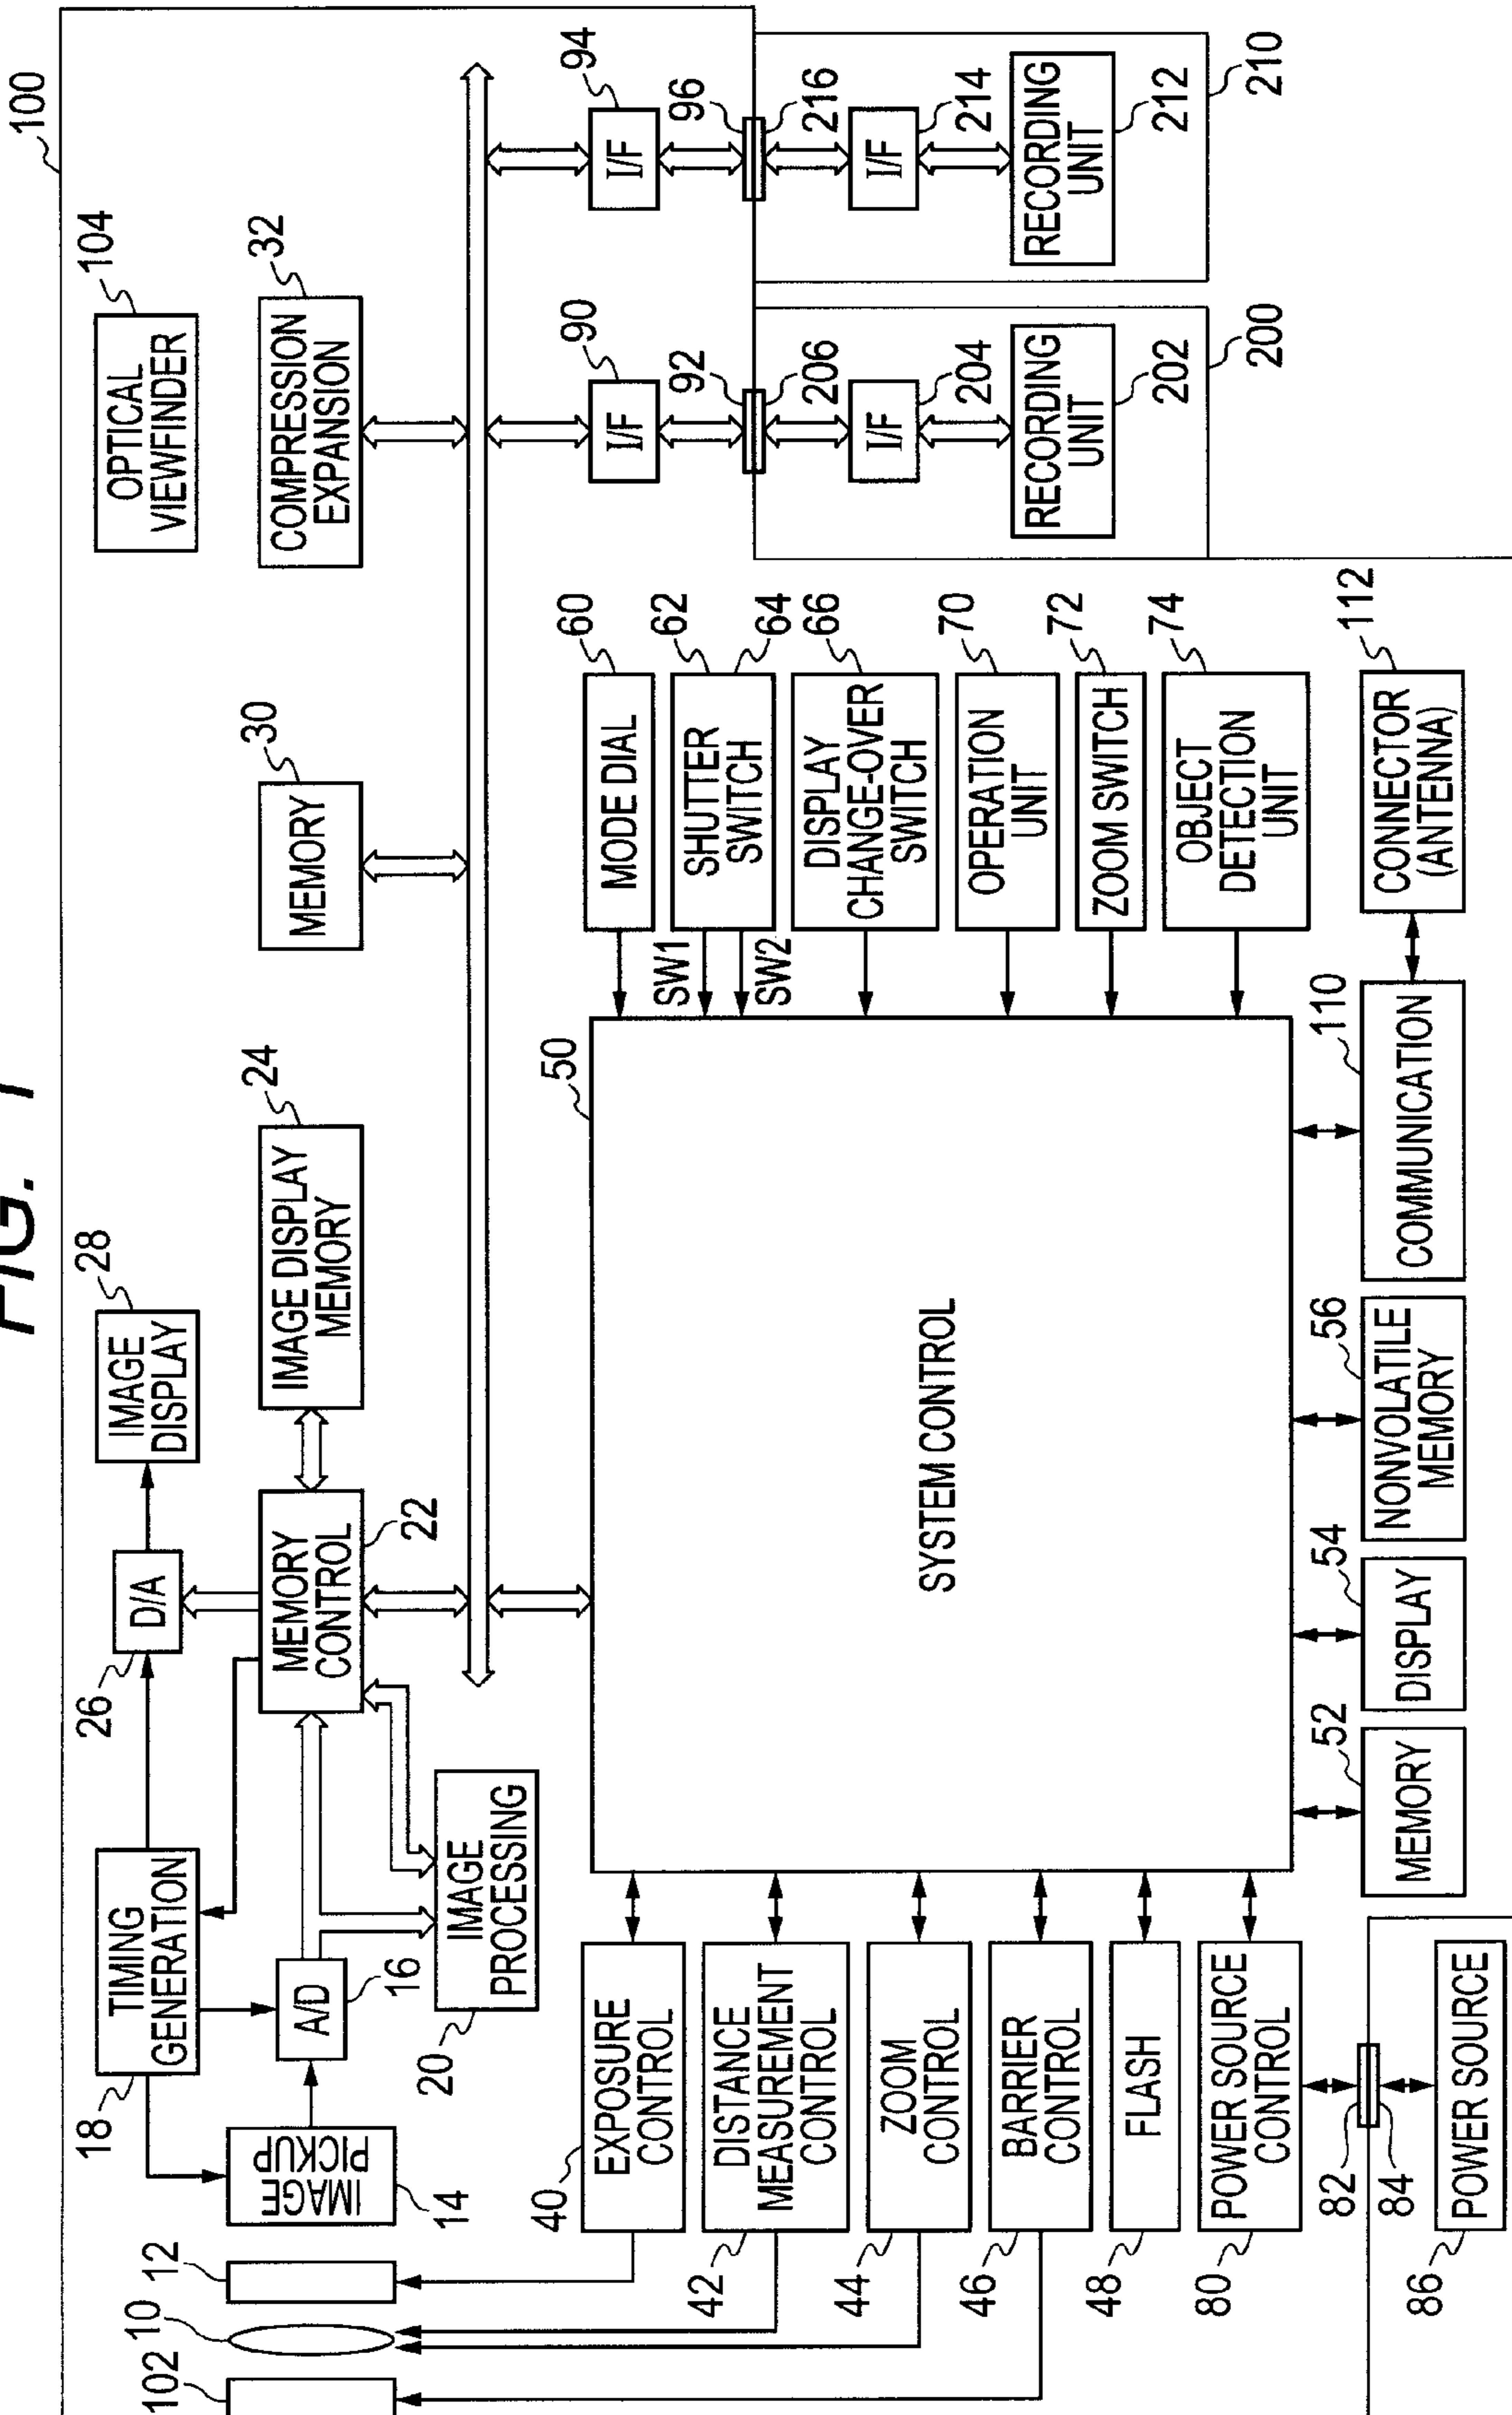 FIG. 1
100
102
10
12
14
IMAGE
PICKUP
18
TIMING
GENERATION
A/D
16
20
IMAGE
PROCESSING
26
D/A
MEMORY
CONTROL
22
28
IMAGE
DISPLAY
24
IMAGE DISPLAY
MEMORY
30
MEMORY
104
OPTICAL
VIEWFINDER
32
COMPRESSION
EXPANSION
40
EXPOSURE
CONTROL
42
DISTANCE
MEASUREMENT
CONTROL
44
ZOOM
CONTROL
46
BARRIER
CONTROL
48
FLASH
80
POWER SOURCE
CONTROL
82
84
86
POWER SOURCE
50
SYSTEM CONTROL
52
MEMORY
54
DISPLAY
56
NONVOLATILE
MEMORY
110
COMMUNICATION
112
CONNECTOR
(ANTENNA)
60
MODE DIAL
62
64
SHUTTER
SWITCH
SW1
SW2
66
DISPLAY
CHANGE-OVER
SWITCH
70
OPERATION
UNIT
72
ZOOM SWITCH
74
OBJECT
DETECTION
UNIT
90
I/F
92
206
I/F
204
RECORDING
UNIT
202
200
94
I/F
96
216
I/F
214
RECORDING
UNIT
212
210